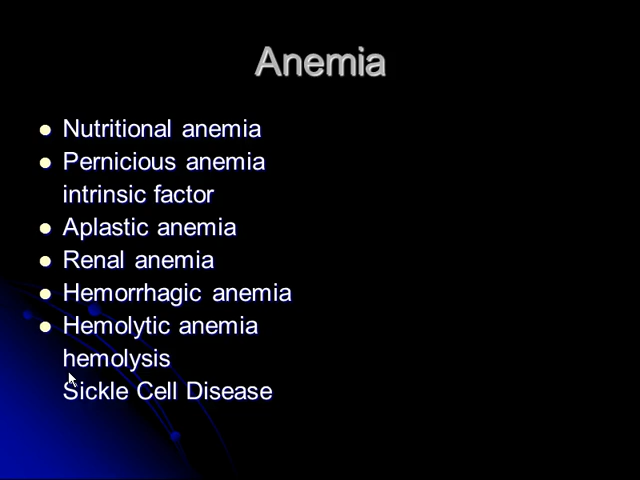 Anemia
Nutritional anemia
Pernicious anemia
intrinsic factor
Aplastic anemia
Renal anemia
Hemorrhagic anemia
Hemolytic anemia
hemolysis
Sickle Cell Disease